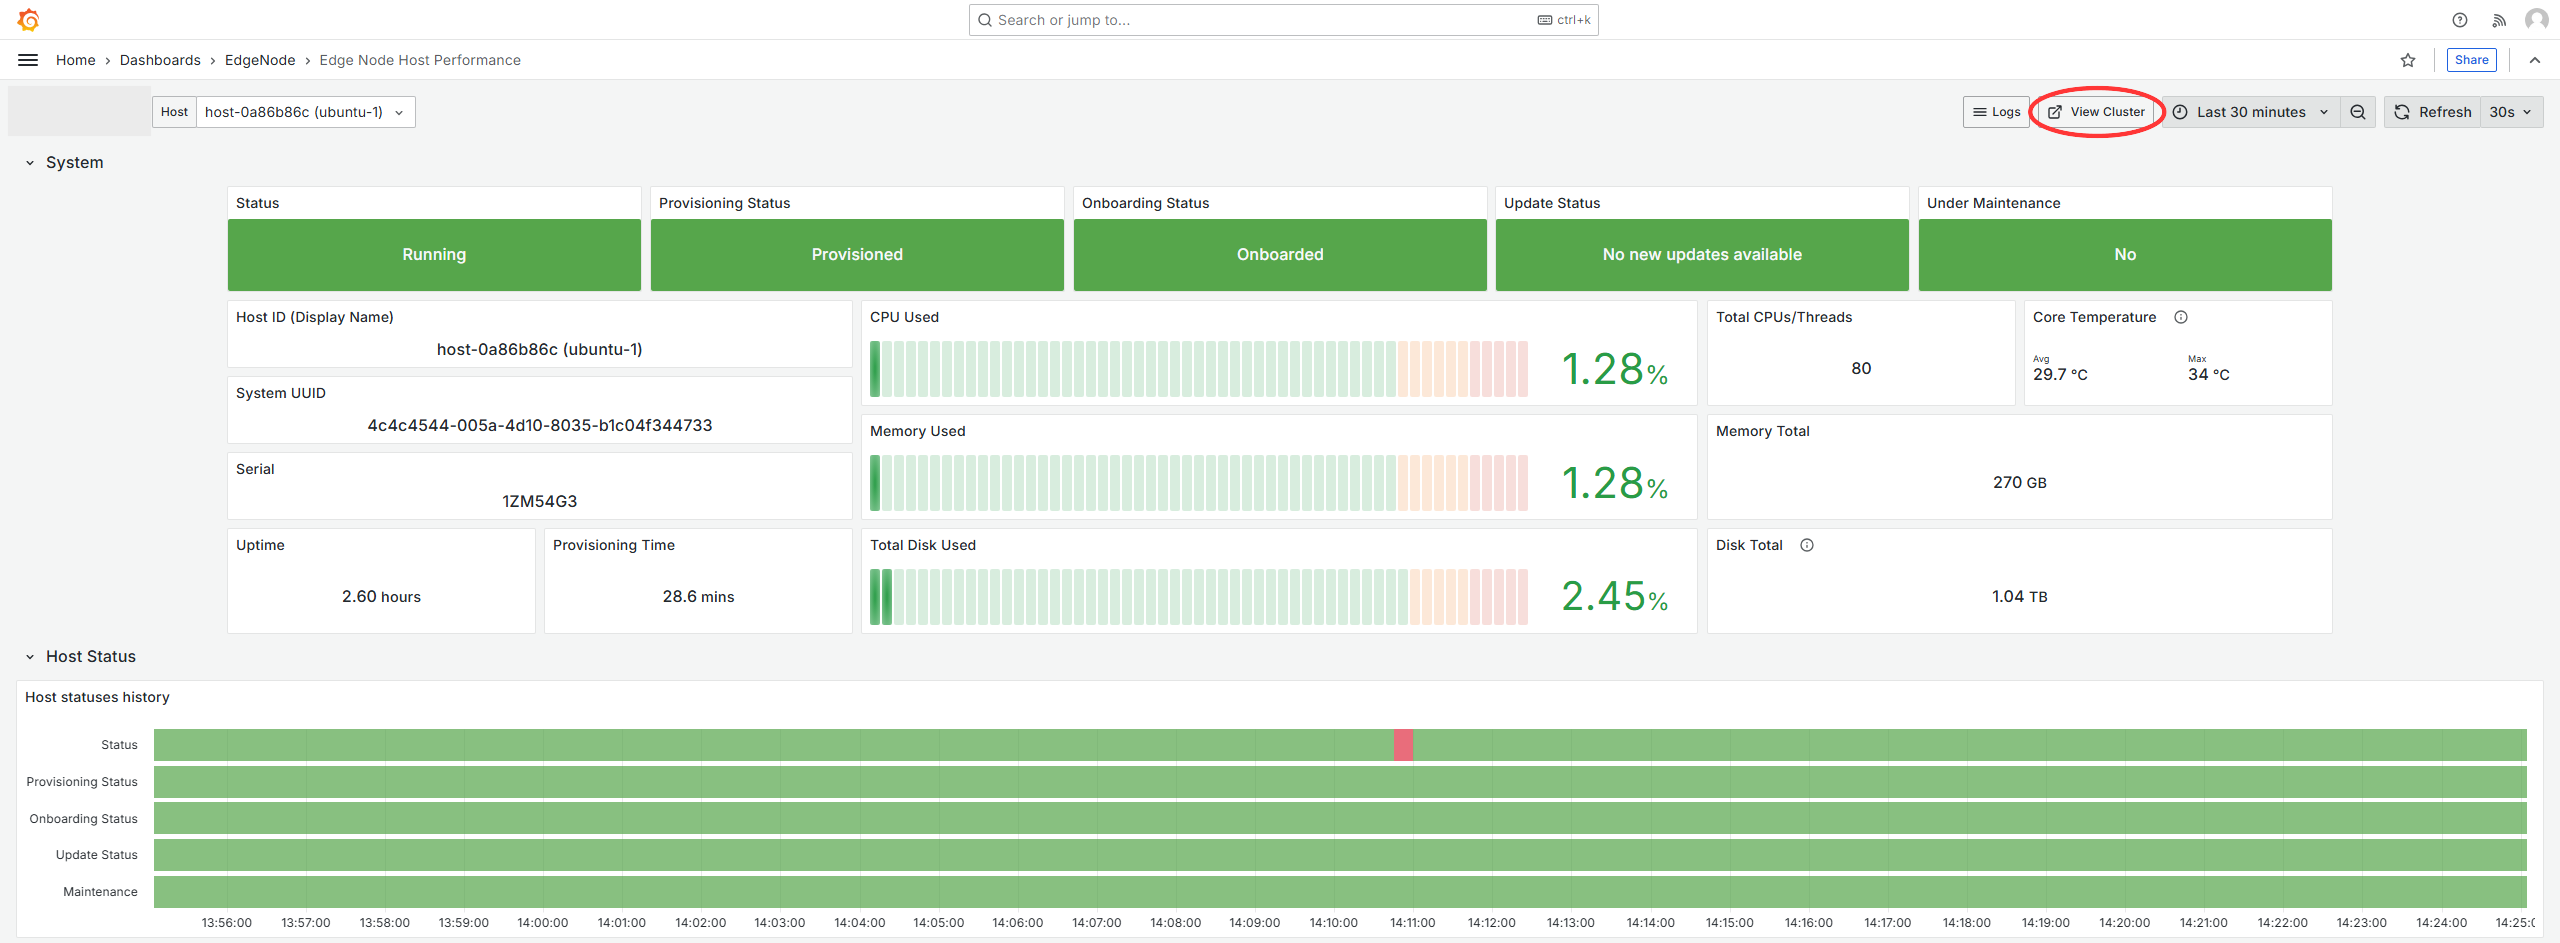 Search or jump to...
ctrl+k
Home › Dashboards › EdgeNode › Edge Node Host Performance
Share
Host host-0a86b86c (ubuntu-1)
Logs
View Cluster
Last 30 minutes
Refresh
30s
System
Status
Running
Provisioning Status
Provisioned
Onboarding Status
Onboarded
Update Status
No new updates available
Under Maintenance
No
Host ID (Display Name)
host-0a86b86c (ubuntu-1)
System UUID
4c4c4544-005a-4d10-8035-b1c04f344733
Serial
1ZM54G3
Uptime
2.60 hours
Provisioning Time
28.6 mins
CPU Used
1.28%
Memory Used
1.28%
Total Disk Used
2.45%
Total CPUs/Threads
80
Core Temperature
Avg
29.7 °C
Max
34 °C
Memory Total
270 GB
Disk Total
1.04 TB
Host Status
Host statuses history
Status
Provisioning Status
Onboarding Status
Update Status
Maintenance
13:56:00 13:57:00 13:58:00 13:59:00 14:00:00 14:01:00 14:02:00 14:03:00 14:04:00 14:05:00 14:06:00 14:07:00 14:08:00 14:09:00 14:10:00 14:11:00 14:12:00 14:13:00 14:14:00 14:15:00 14:16:00 14:17:00 14:18:00 14:19:00 14:20:00 14:21:00 14:22:00 14:23:00 14:24:00 14:25:0